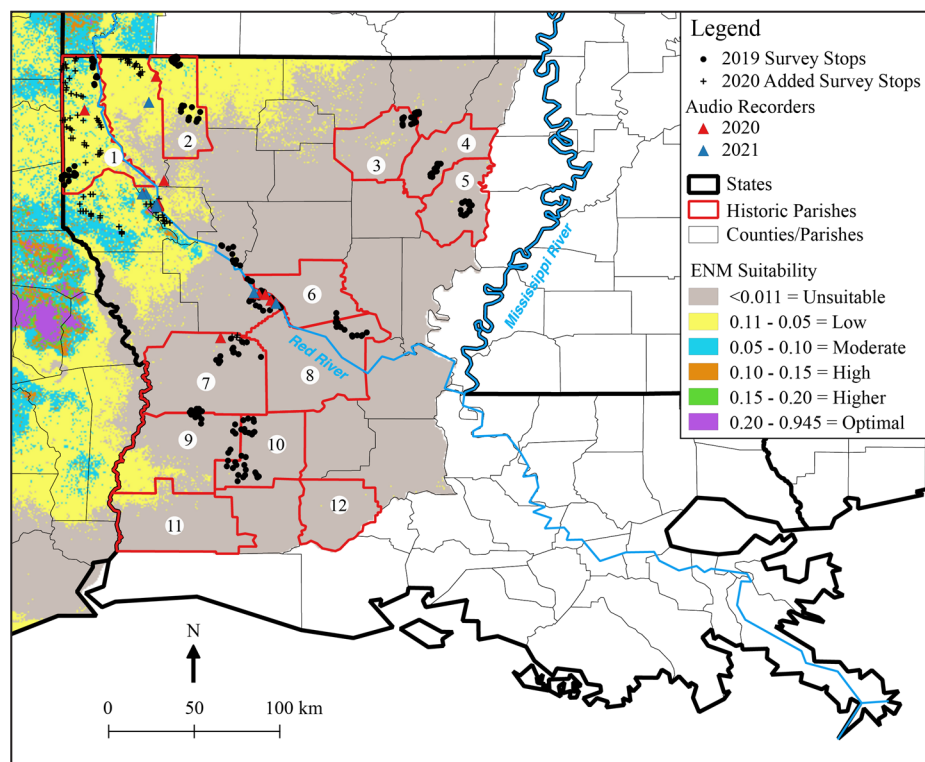 Legend
2019 Survey Stops
2020 Added Survey Stops
Audio Recorders
2020
2021
States
Historic Parishes
Counties/Parishes
ENM Suitability
<0.011 = Unsuitable
0.11 - 0.05 = Low
0.05 - 0.10 = Moderate
0.10 - 0.15 = High
0.15 - 0.20 = Higher
0.20 - 0.945 = Optimal
1
2
3
4
5
6
7
8
9
10
11
12
Mississippi River
Red River
N
0 50 100 km